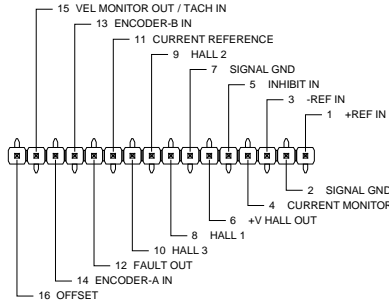 15 VEL MONITOR OUT / TACH IN
13 ENCODER-B IN
11 CURRENT REFERENCE
9 HALL 2
7 SIGNAL GND
5 INHIBIT IN
3 -REF IN
1 +REF IN
2 SIGNAL GND
4 CURRENT MONITOR
6 +V HALL OUT
8 HALL 1
10 HALL 3
12 FAULT OUT
14 ENCODER-A IN
16 OFFSET